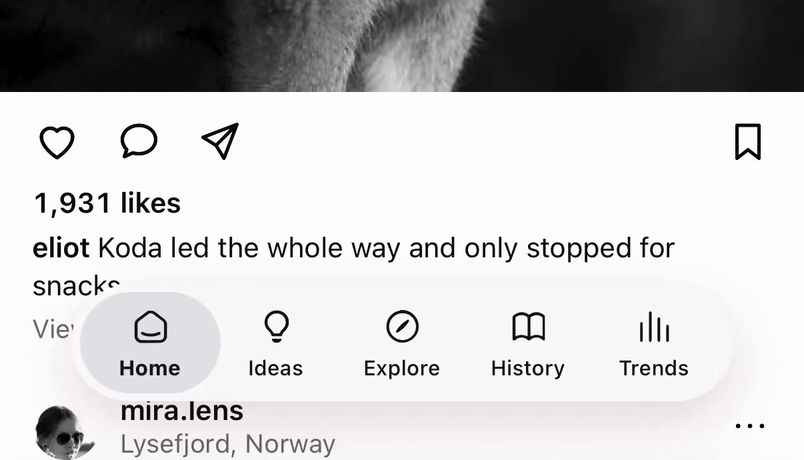 1,931 likes
eliot Koda led the whole way and only stopped for
snacks
Home Ideas Explore History Trends
mira.lens
Lysefjord, Norway